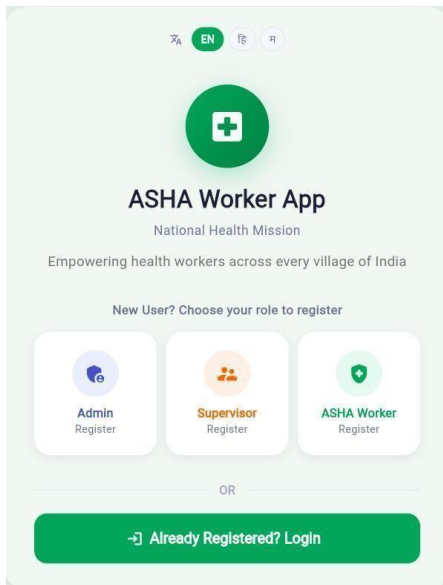 EN हि म
ASHA Worker App
National Health Mission
Empowering health workers across every village of India
New User? Choose your role to register
Admin Supervisor ASHA Worker
Register Register Register
OR
Already Registered? Login